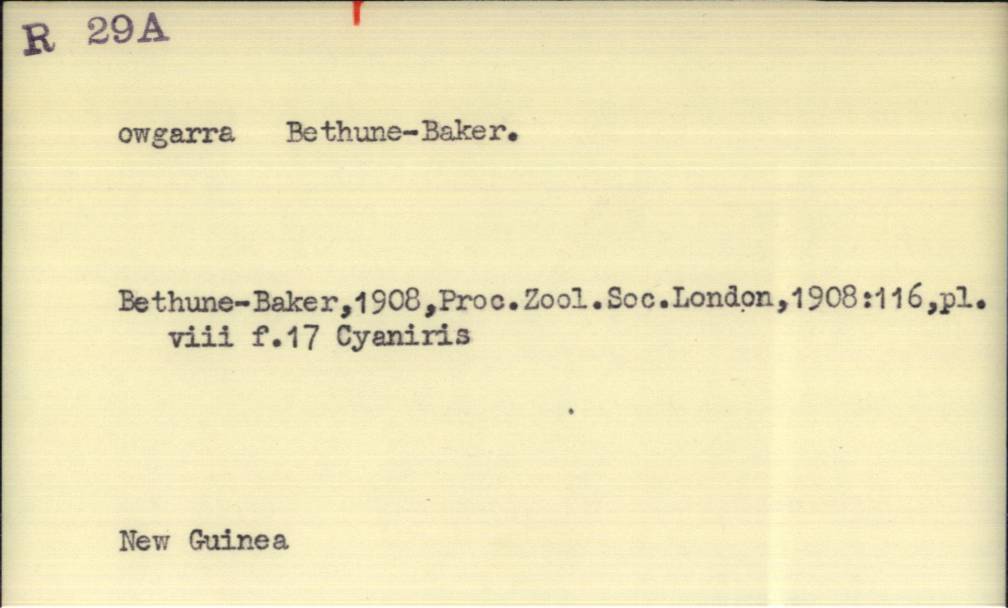 R 29A
owgarra Bethune-Baker.
Bethune-Baker,1908,Proc.Zool.Soc.London,1908:116,pl.
viii f.17 Cyaniris
New Guinea